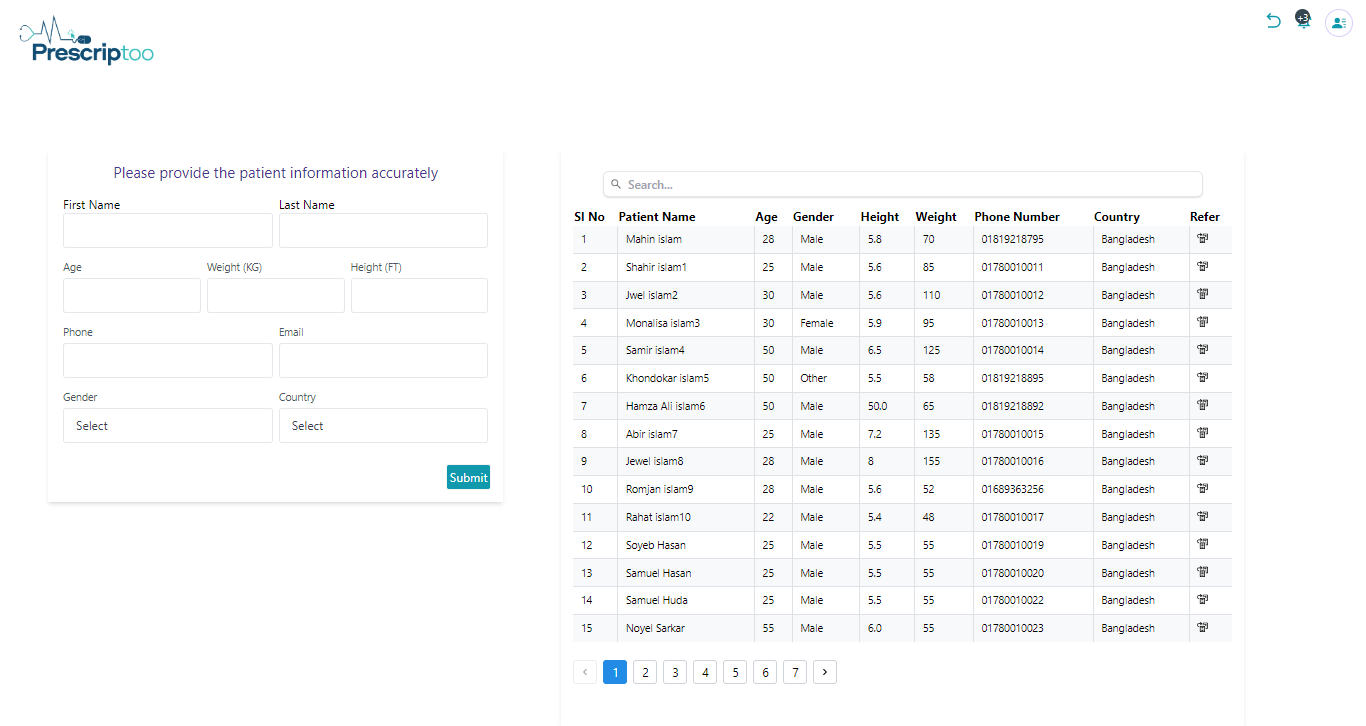 Prescriptoo
+3
Please provide the patient information accurately
First Name Last Name
Age Weight (KG) Height (FT)
Phone Email
Gender Country
Select Select
Submit
Search...
Sl No Patient Name Age Gender Height Weight Phone Number Country Refer
1 Mahin islam 28 Male 5.8 70 01819218795 Bangladesh
2 Shahir islam1 25 Male 5.6 85 01780010011 Bangladesh
3 Jwel islam2 30 Male 5.6 110 01780010012 Bangladesh
4 Monalisa islam3 30 Female 5.9 95 01780010013 Bangladesh
5 Samir islam4 50 Male 6.5 125 01780010014 Bangladesh
6 Khondokar islam5 50 Other 5.5 58 01819218895 Bangladesh
7 Hamza Ali islam6 50 Male 50.0 65 01819218892 Bangladesh
8 Abir islam7 25 Male 7.2 135 01780010015 Bangladesh
9 Jewel islam8 28 Male 8 155 01780010016 Bangladesh
10 Romjan islam9 28 Male 5.6 52 01689363256 Bangladesh
11 Rahat islam10 22 Male 5.4 48 01780010017 Bangladesh
12 Soyeb Hasan 25 Male 5.5 55 01780010019 Bangladesh
13 Samuel Hasan 25 Male 5.5 55 01780010020 Bangladesh
14 Samuel Huda 25 Male 5.5 55 01780010022 Bangladesh
15 Noyel Sarkar 55 Male 6.0 55 01780010023 Bangladesh
1 2 3 4 5 6 7